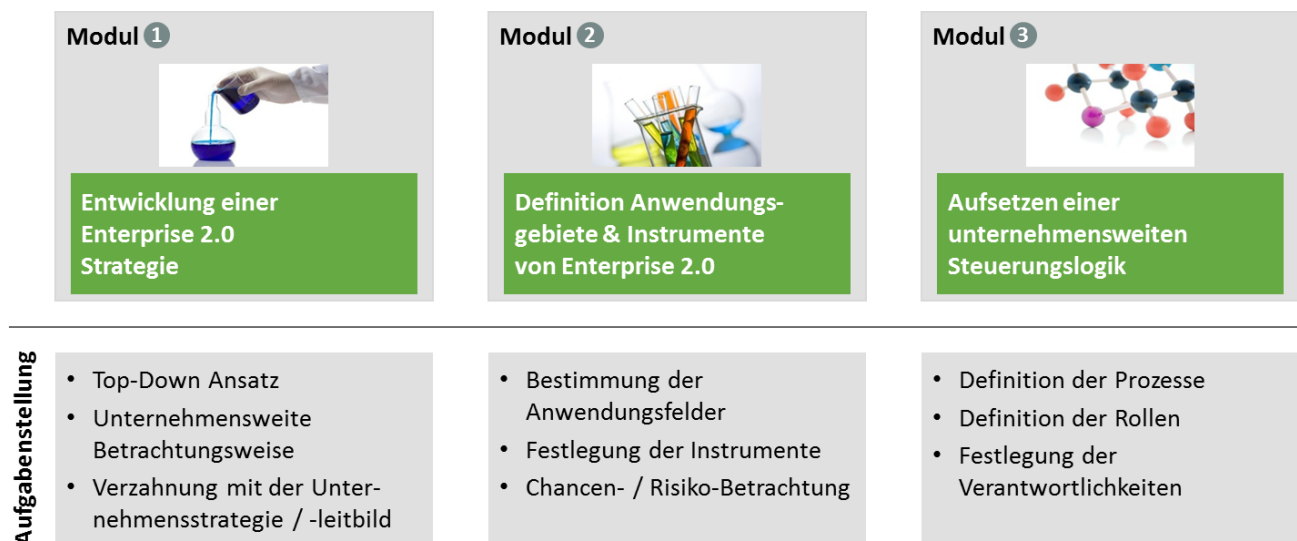 Modul 1
Entwicklung einer
Enterprise 2.0
Strategie
Modul 2
Definition Anwendungs-
gebiete & Instrumente
von Enterprise 2.0
Modul 3
Aufsetzen einer
unternehmensweiten
Steuerungslogik
Aufgabenstellung
• Top-Down Ansatz
• Unternehmensweite
Betrachtungsweise
• Verzahnung mit der Unter-
nehmensstrategie / -leitbild
• Bestimmung der
Anwendungsfelder
• Festlegung der Instrumente
• Chancen- / Risiko-Betrachtung
• Definition der Prozesse
• Definition der Rollen
• Festlegung der
Verantwortlichkeiten